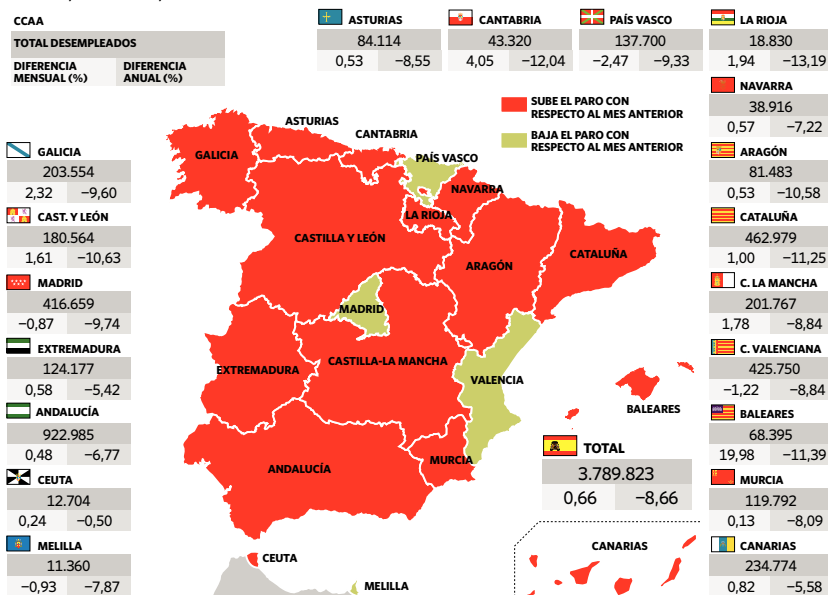 CCAA
TOTAL DESEMPLEADOS
DIFERENCIA MENSUAL (%)
DIFERENCIA ANUAL (%)
ASTURIAS
84.114
0,53 −8,55
CANTABRIA
43.320
4,05 −12,04
PAÍS VASCO
137.700
−2,47 −9,33
LA RIOJA
18.830
1,94 −13,19
NAVARRA
38.916
0,57 −7,22
ARAGÓN
81.483
0,53 −10,58
CATALUÑA
462.979
1,00 −11,25
C. LA MANCHA
201.767
1,78 −8,84
C. VALENCIANA
425.750
−1,22 −8,84
BALEARES
68.395
19,98 −11,39
MURCIA
119.792
0,13 −8,09
CANARIAS
234.774
0,82 −5,58
GALICIA
203.554
2,32 −9,60
CAST. Y LEÓN
180.564
1,61 −10,63
MADRID
416.659
−0,87 −9,74
EXTREMADURA
124.177
0,58 −5,42
ANDALUCÍA
922.985
0,48 −6,77
CEUTA
12.704
0,24 −0,50
MELILLA
11.360
−0,93 −7,87
SUBE EL PARO CON
RESPECTO AL MES ANTERIOR
BAJA EL PARO CON
RESPECTO AL MES ANTERIOR
ASTURIAS
CANTABRIA
GALICIA
PAÍS VASCO
NAVARRA
LA RIOJA
CASTILLA Y LEÓN
ARAGÓN
CATALUÑA
MADRID
EXTREMADURA
CASTILLA-LA MANCHA
VALENCIA
BALEARES
ANDALUCÍA
MURCIA
TOTAL
3.789.823
0,66 −8,66
CANARIAS
CEUTA
MELILLA